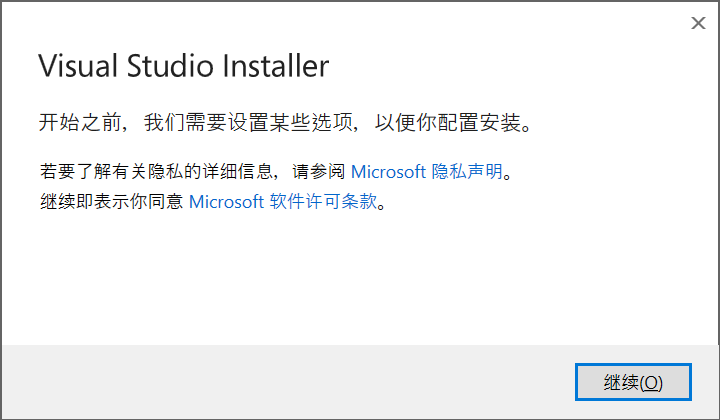 Visual Studio Installer
开始之前，我们需要设置某些选项，以便你配置安装。
若要了解有关隐私的详细信息，请参阅 Microsoft 隐私声明。
继续即表示你同意 Microsoft 软件许可条款。
继续(O)